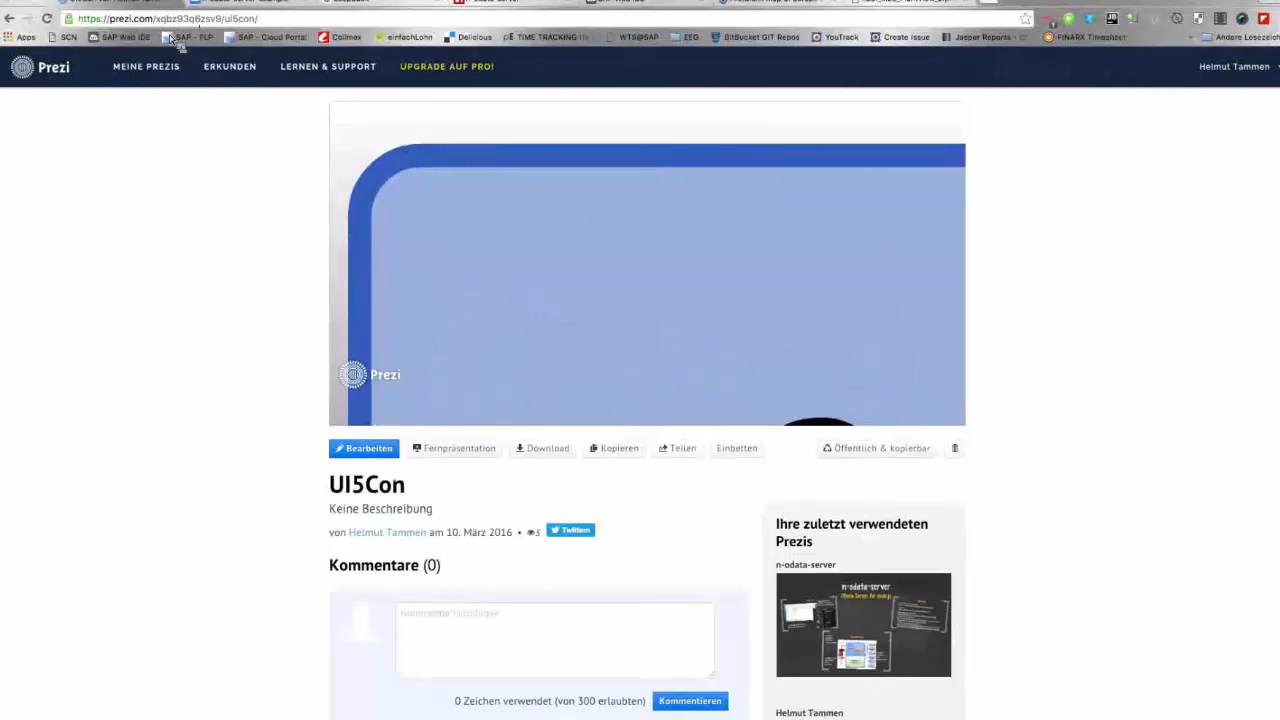 https://prezi.com/xqbz93q6zsv9/ui5con/
Apps SCN SAP Web IDE SAP - FLP SAP - Cloud Portal Collmex einfachLohn Delicious TIME TRACKING WTS@SAP EEG BitBucket GIT Repos YouTrack Create Issue Jasper Reports FINARX Timesheet Andere Lesezeich
Prezi MEINE PREZIS ERKUNDEN LERNEN & SUPPORT UPGRADE AUF PRO! Helmut Tammen
Prezi
Bearbeiten Fernpräsentation Download Kopieren Teilen Einbetten Öffentlich & kopierbar
UI5Con
Keine Beschreibung
von Helmut Tammen am 10. März 2016 • 5 Twittern
Kommentare (0)
Kommentar hinzufügen
0 Zeichen verwendet (von 300 erlaubten) Kommentieren
Ihre zuletzt verwendeten
Prezis
n-odata-server
n-odata-server
Helmut Tammen